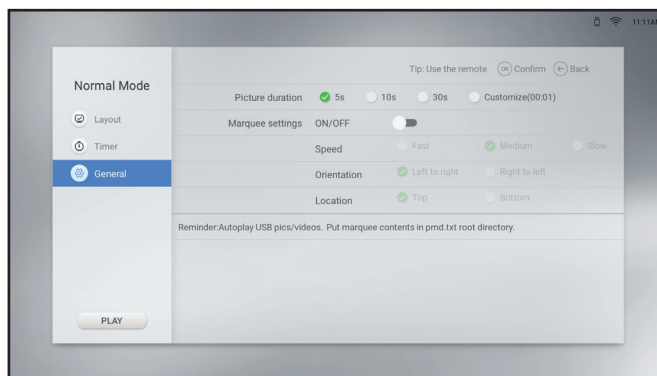 11:11AM
Tip: Use the remote OK Confirm Back
Normal Mode
Layout
Timer
General
PLAY
Picture duration 5s 10s 30s Customize(00:01)
Marquee settings ON/OFF
Speed Fast Medium Slow
Orientation Left to right Right to left
Location Top Bottom
Reminder:Autoplay USB pics/videos. Put marquee contents in pmd.txt root directory.